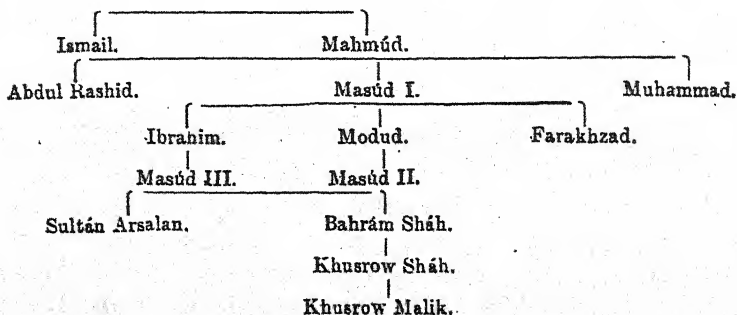 Ismail. Mahmúd.
Abdul Rashid. Masúd I. Muhammad.
Ibrahim. Modud. Farakhzad.
Masúd III. Masúd II.
Sultán Arsalan. Bahrám Sháh.
Khusrow Sháh.
Khusrow Malik.